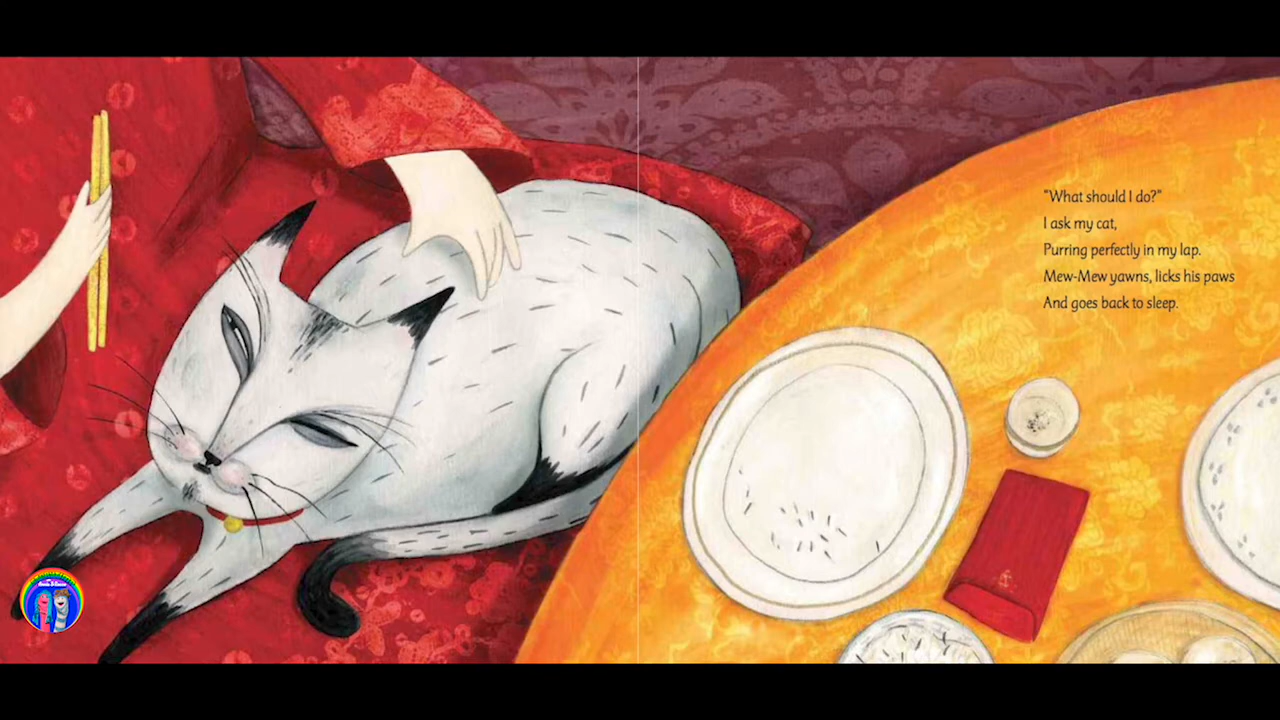 "What should I do?"
I ask my cat,
Purring perfectly in my lap.
Mew-Mew yawns, licks his paws
And goes back to sleep.